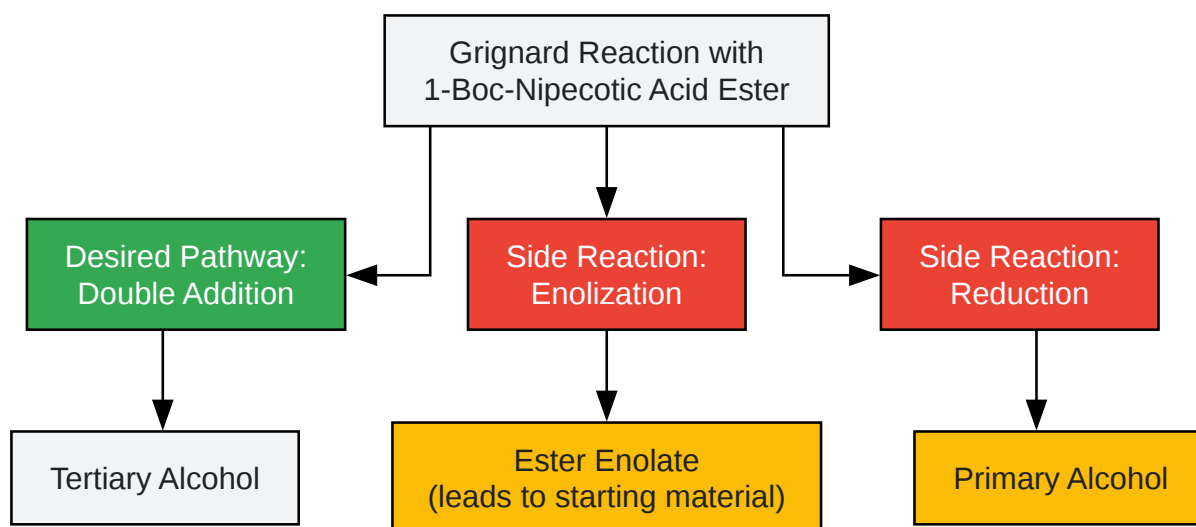 Grignard Reaction with
1-Boc-Nipecotic Acid Ester
Desired Pathway:
Double Addition
Side Reaction:
Enolization
Side Reaction:
Reduction
Tertiary Alcohol
Ester Enolate
(leads to starting material)
Primary Alcohol